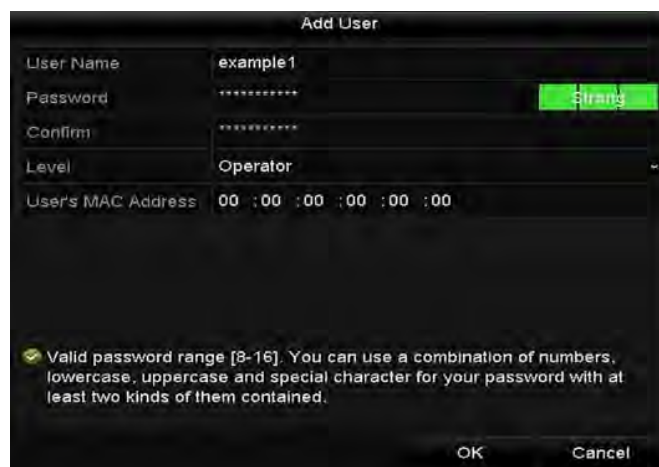 Add User
User Name example1
Password ***********
Strong
Confirm ***********
Level Operator
User's MAC Address 00 :00 :00 :00 :00 :00
Valid password range [8-16]. You can use a combination of numbers,
lowercase, uppercase and special character for your password with at
least two kinds of them contained.
OK Cancel